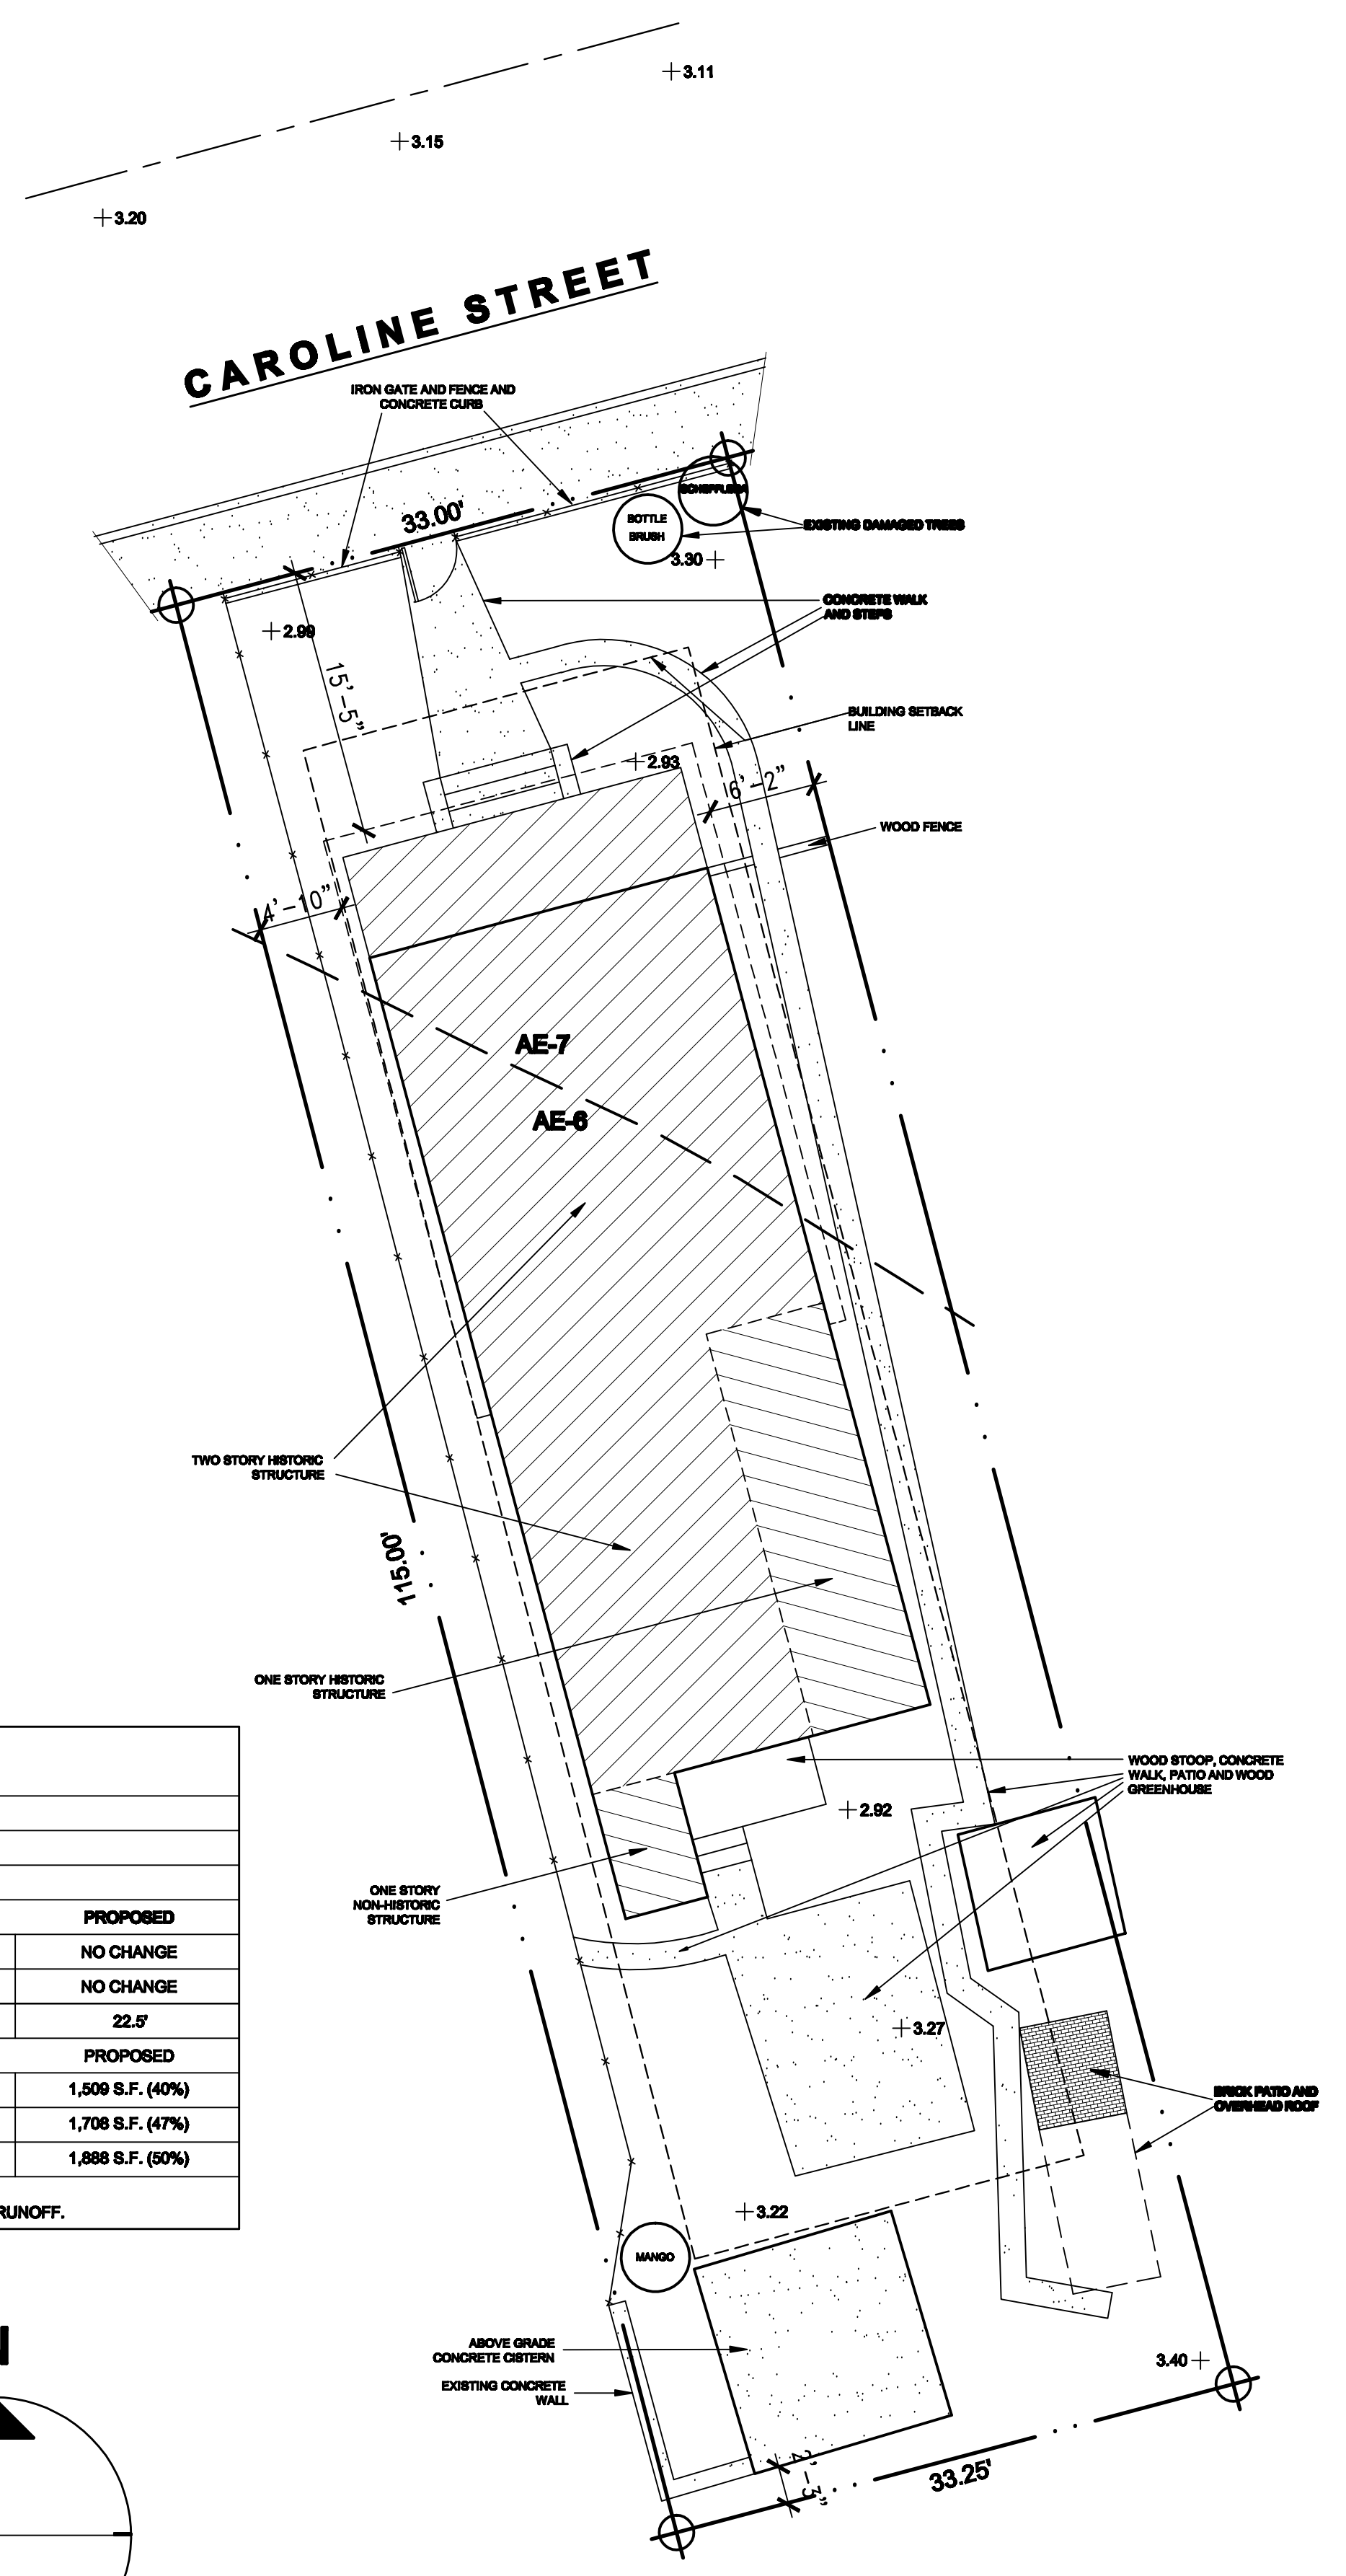 3.11
3.15
3.20
CAROLINE STREET
IRON GATE AND FENCE AND
CONCRETE CURB
33.00'
SCHEFFLERA
BOTTLE
BRUSH
EXISTING DAMAGED TREES
3.30
CONCRETE WALK
AND STEPS
2.99
15'-5"
BUILDING SETBACK
LINE
2.93
6'-2"
WOOD FENCE
4'-10"
AE-7
AE-6
TWO STORY HISTORIC
STRUCTURE
115.00'
ONE STORY HISTORIC
STRUCTURE
WOOD STOOP, CONCRETE
WALK, PATIO AND WOOD
GREENHOUSE
2.92
ONE STORY
NON-HISTORIC
STRUCTURE
PROPOSED
NO CHANGE
NO CHANGE
22.5'
PROPOSED
1,509 S.F. (40%)
1,708 S.F. (47%)
1,888 S.F. (50%)
RUNOFF.
3.27
BRICK PATIO AND
OVERHEAD ROOF
3.22
MANGO
ABOVE GRADE
CONCRETE CISTERN
EXISTING CONCRETE
WALL
3.40
2'-3"
33.25'